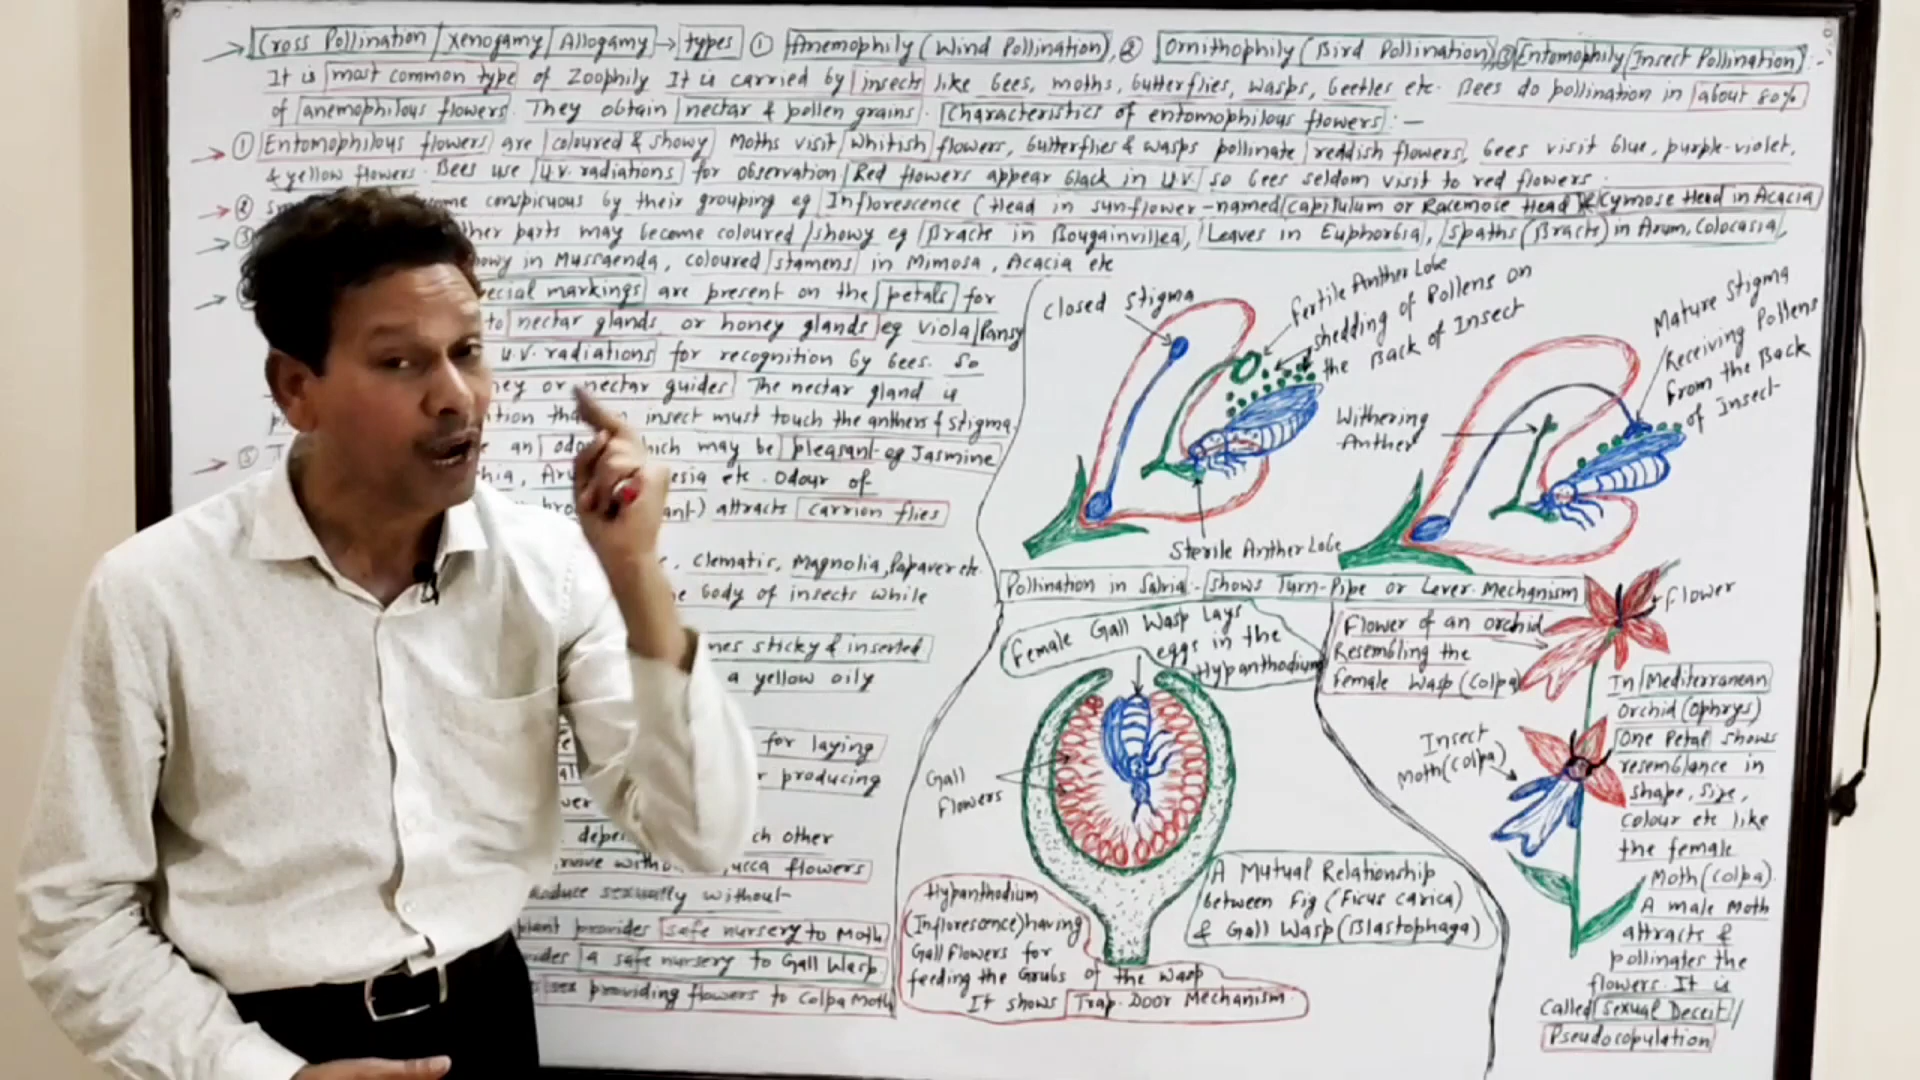 Cross Pollination / Xenogamy / Allogamy → types ① Anemophily (Wind Pollination), ② Ornithophily (Bird Pollination), ③ Entomophily (Insect Pollination) :-
It is most common type of Zoophily It is carried by insects like bees, moths, butterflies, wasps, beetles etc. Bees do pollination in about 80%
of anemophilous flowers. They obtain nectar & pollen grains. Characteristics of entomophilous flowers :—
① Entomophilous flowers are coloured & showy Moths visit whitish flowers, butterflies & wasps pollinate reddish flowers, bees visit blue, purple-violet,
& yellow flowers. Bees use U.V. radiations for observation Red flowers appear black in U.V. so bees seldom visit to red flowers.
② conspicuous by their grouping eg Inflorescence (Head in sunflower-named capitulum or Racemose Head) & Cymose Head in Acacia
③ parts may become coloured / showy eg Bracts in Bougainvillea, Leaves in Euphorbia, Spaths (Bracts) in Arum, Colocasia,
in Mussaenda, coloured stamens in Mimosa, Acacia etc
markings are present on the petals for
to nectar glands or honey glands eg Viola / Pansy
U.V. radiations for recognition by bees. So
or nectar guides The nectar gland is
insect must touch the anthers & stigma.
an which may be pleasant eg Jasmine
etc. Odour of
attracts carrion flies
Clematis, Magnolia, Papaver etc.
body of insects while
sticky & inserted
a yellow oily
for laying
producing
other
flowers
sexually without
plant provides safe nursery to Moth
a safe nursery to Gall Wasp
providing flowers to Colpa Moth
Closed Stigma
Fertile Anther Lobe
shedding of Pollens on
the Back of Insect
Sterile Anther Lobe
Mature Stigma
Receiving Pollens
from the Back
of Insect
Withering
Anther
Pollination in Salvia - shows Turn-Pipe or Lever Mechanism
Female Gall Wasp Lays
eggs in the
Hypanthodium
Gall
Flowers
Hypanthodium
(Inflorescence) having
Gall Flowers for
feeding the Grubs of the wasp
It shows Trap-Door Mechanism.
A Mutual Relationship
between Fig (Ficus carica)
& Gall Wasp (Blastophaga)
Flower of an orchid
Resembling the
Female Wasp (Colpa)
Flower
Insect
Moth (Colpa)
In Mediterranean
Orchid (Ophrys)
One Petal shows
resemblance in
shape, size,
Colour etc like
the female
Moth (Colpa).
A male Moth
attracts &
pollinates the
flowers. It is
called Sexual Deceit /
Pseudocopulation